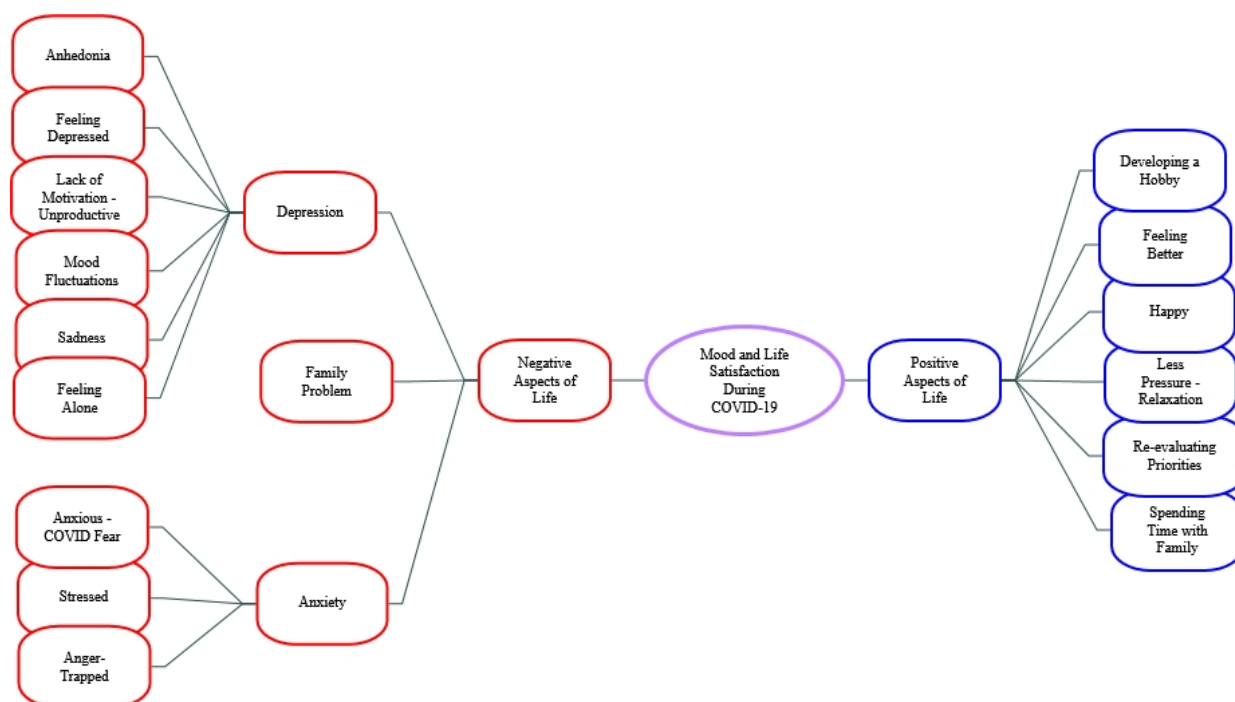 Anhedonia
Feeling
Depressed
Lack of
Motivation -
Unproductive
Mood
Fluctuations
Sadness
Feeling
Alone
Depression
Family
Problem
Anxious -
COVID Fear
Stressed
Anger-
Trapped
Anxiety
Negative
Aspects of
Life
Mood and Life
Satisfaction
During
COVID-19
Positive
Aspects of
Life
Developing a
Hobby
Feeling
Better
Happy
Less
Pressure -
Relaxation
Re-evaluating
Priorities
Spending
Time with
Family